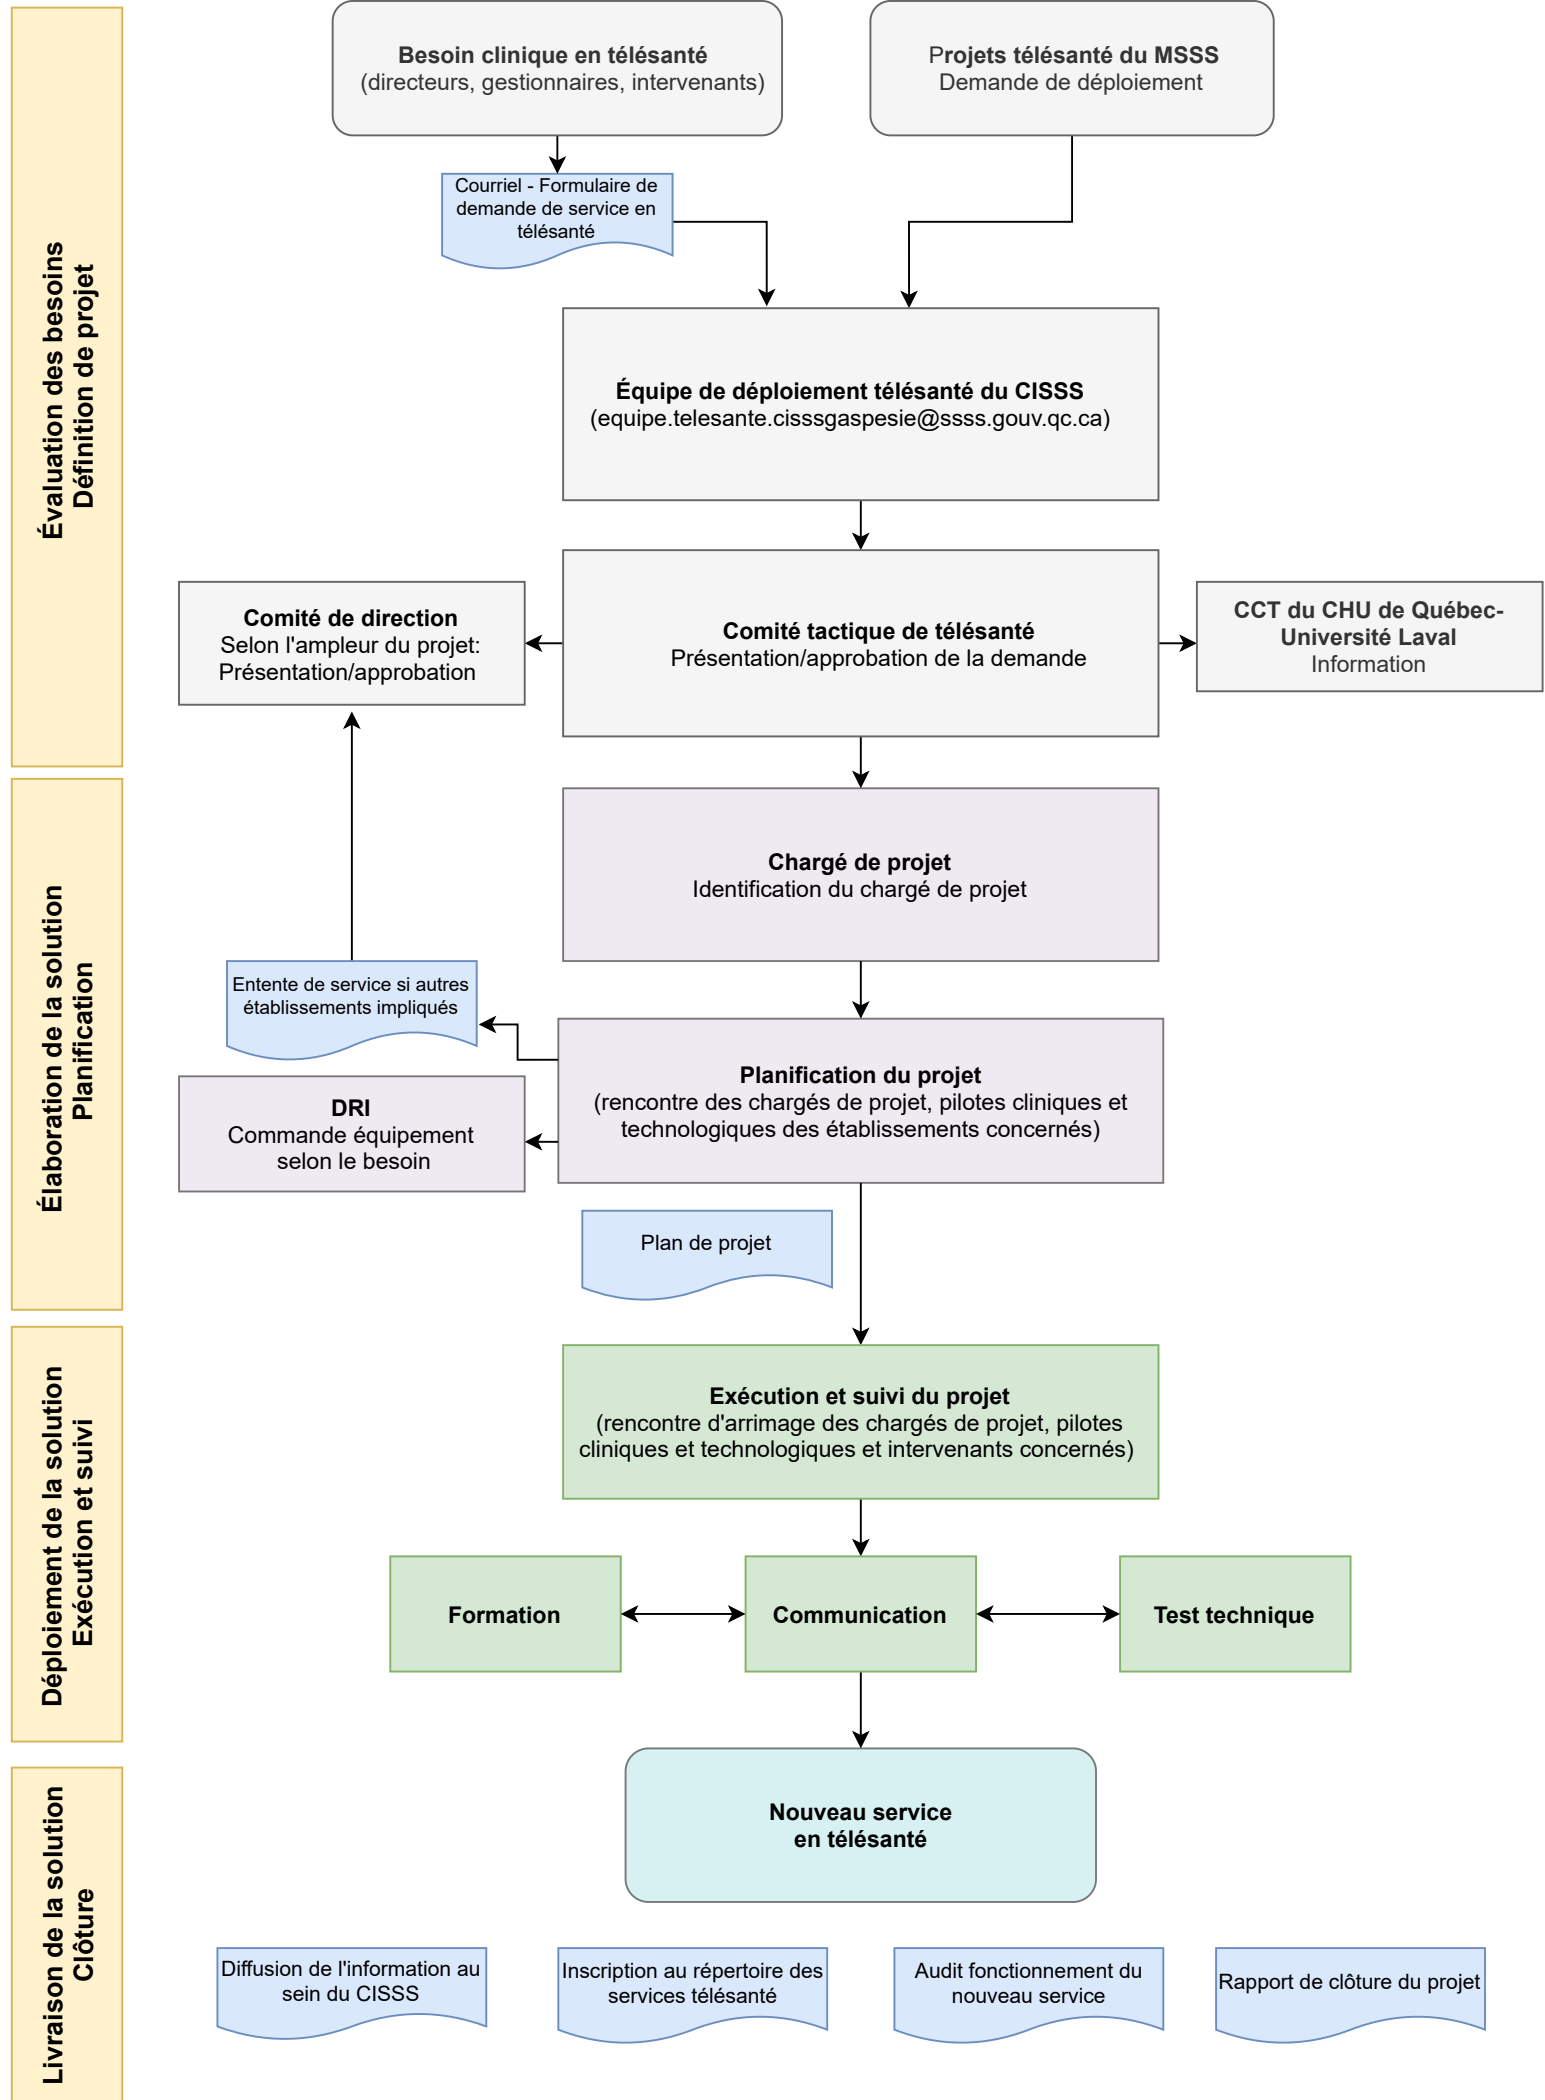 Évaluation des besoins
Définition de projet
Besoin clinique en télésanté
(directeurs, gestionnaires, intervenants)
Projets télésanté du MSSS
Demande de déploiement
Courriel - Formulaire de
demande de service en
télésanté
Équipe de déploiement télésanté du CISSS
(equipe.telesante.cisssgaspesie@ssss.gouv.qc.ca)
Comité de direction
Selon l'ampleur du projet:
Présentation/approbation
Comité tactique de télésanté
Présentation/approbation de la demande
CCT du CHU de Québec-
Université Laval
Information
Élaboration de la solution
Planification
Chargé de projet
Identification du chargé de projet
Entente de service si autres
établissements impliqués
Planification du projet
(rencontre des chargés de projet, pilotes cliniques et
technologiques des établissements concernés)
DRI
Commande équipement
selon le besoin
Plan de projet
Déploiement de la solution
Exécution et suivi
Exécution et suivi du projet
(rencontre d'arrimage des chargés de projet, pilotes
cliniques et technologiques et intervenants concernés)
Formation
Communication
Test technique
Livraison de la solution
Clôture
Nouveau service
en télésanté
Diffusion de l'information au
sein du CISSS
Inscription au répertoire des
services télésanté
Audit fonctionnement du
nouveau service
Rapport de clôture du projet